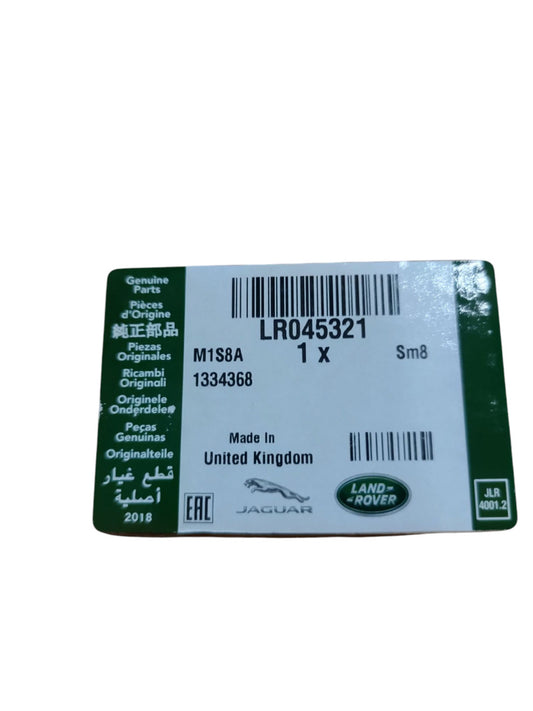 Genuine
Parts
Pièces
d'Origine
純正部品
Piezas
Originales
Ricambi
Originali
Originele
Onderdelen
Peças
Genuinas
Originalteile
قطع غيار
أصلية
2018
LR045321
M1S8A 1 x Sm8
1334368
Made In
United Kingdom
EAC
JAGUAR
LAND-
-ROVER
JLR
4001.2